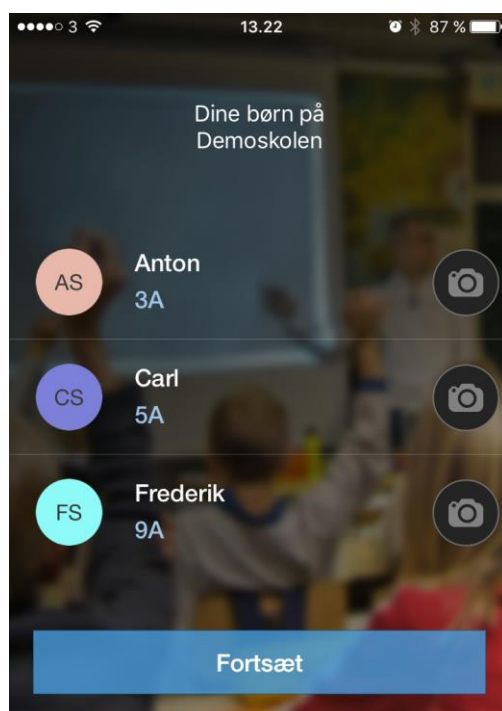 3 13.22 87 %
Dine børn på
Demoskolen
AS Anton
3A
CS Carl
5A
FS Frederik
9A
Fortsæt